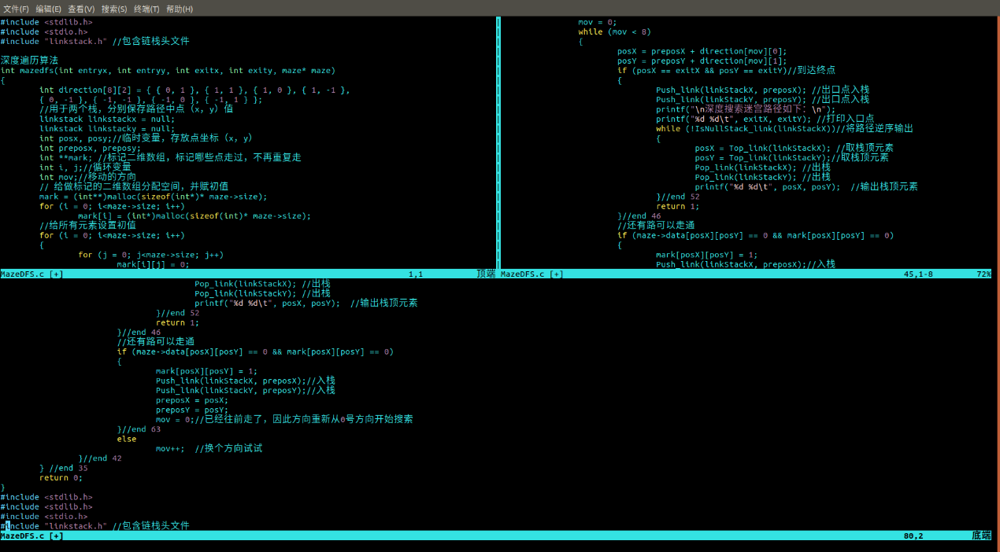 文件(F) 编辑(E) 查看(V) 搜索(S) 终端(T) 帮助(H)
#include <stdlib.h>
#include <stdio.h>
#include "linkstack.h" //包含链栈头文件
深度遍历算法
int mazedfs(int entryx, int entryy, int exitx, int exity, maze* maze)
{
int direction[8][2] = { { 0, 1 }, { 1, 1 }, { 1, 0 }, { 1, -1 },
{ 0, -1 }, { -1, -1 }, { -1, 0 }, { -1, 1 } };
//用于两个栈，分别保存路径中点（x，y）值
linkstack linkstackx = null;
linkstack linkstacky = null;
int posx, posy;//临时变量，存放点坐标（x，y）
int preposx, preposy;
int **mark; //标记二维数组，标记哪些点走过，不再重复走
int i, j;//循环变量
int mov;//移动的方向
// 给做标记的二维数组分配空间，并赋初值
mark = (int**)malloc(sizeof(int*)* maze->size);
for (i = 0; i<maze->size; i++)
mark[i] = (int*)malloc(sizeof(int)* maze->size);
//给所有元素设置初值
for (i = 0; i<maze->size; i++)
{
for (j = 0; j<maze->size; j++)
mark[i][j] = 0;
MazeDFS.c [+] 1,1 顶端
mov = 0;
while (mov < 8)
{
posX = preposX + direction[mov][0];
posY = preposY + direction[mov][1];
if (posX == exitX && posY == exitY)//到达终点
{
Push_link(linkStackX, preposX); //出口点入栈
Push_link(linkStackY, preposY); //出口点入栈
printf("\n深度搜索迷宫路径如下: \n");
printf("%d %d\t", exitX, exitY); //打印入口点
while (!IsNullStack_link(linkStackX))//将路径逆序输出
{
posX = Top_link(linkStackX); //取栈顶元素
posY = Top_link(linkStackY);//取栈顶元素
Pop_link(linkStackX); //出栈
Pop_link(linkStackY); //出栈
printf("%d %d\t", posX, posY);  //输出栈顶元素
}//end 52
return 1;
}//end 46
//还有路可以走通
if (maze->data[posX][posY] == 0 && mark[posX][posY] == 0)
{
mark[posX][posY] = 1;
Push_link(linkStackX, preposX);//入栈
MazeDFS.c [+] 45,1-8 72%
Pop_link(linkStackX); //出栈
Pop_link(linkStackY); //出栈
printf("%d %d\t", posX, posY);  //输出栈顶元素
}//end 52
return 1;
}//end 46
//还有路可以走通
if (maze->data[posX][posY] == 0 && mark[posX][posY] == 0)
{
mark[posX][posY] = 1;
Push_link(linkStackX, preposX);//入栈
Push_link(linkStackY, preposY);//入栈
preposX = posX;
preposY = posY;
mov = 0;//已经往前走了，因此方向重新从0号方向开始搜索
}//end 63
else
mov++;  //换个方向试试
}//end 42
} //end 35
return 0;
}
#include <stdlib.h>
#include <stdlib.h>
#include <stdio.h>
#include "linkstack.h" //包含链栈头文件
MazeDFS.c [+] 80,2 底端